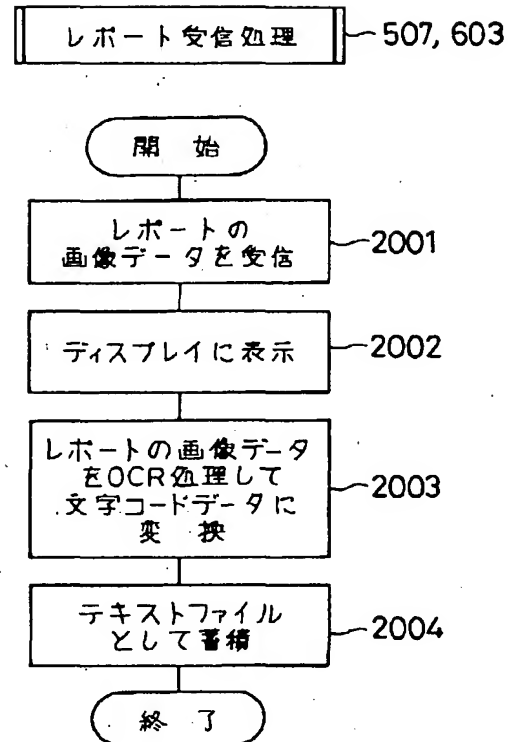 レポート受信処理 507, 603
開 始
レポートの
画像データを受信 2001
ディスプレイに表示 2002
レポートの画像データ
をOCR処理して
文字コードデータに
変 換 2003
テキストファイル
として蓄積 2004
終 了